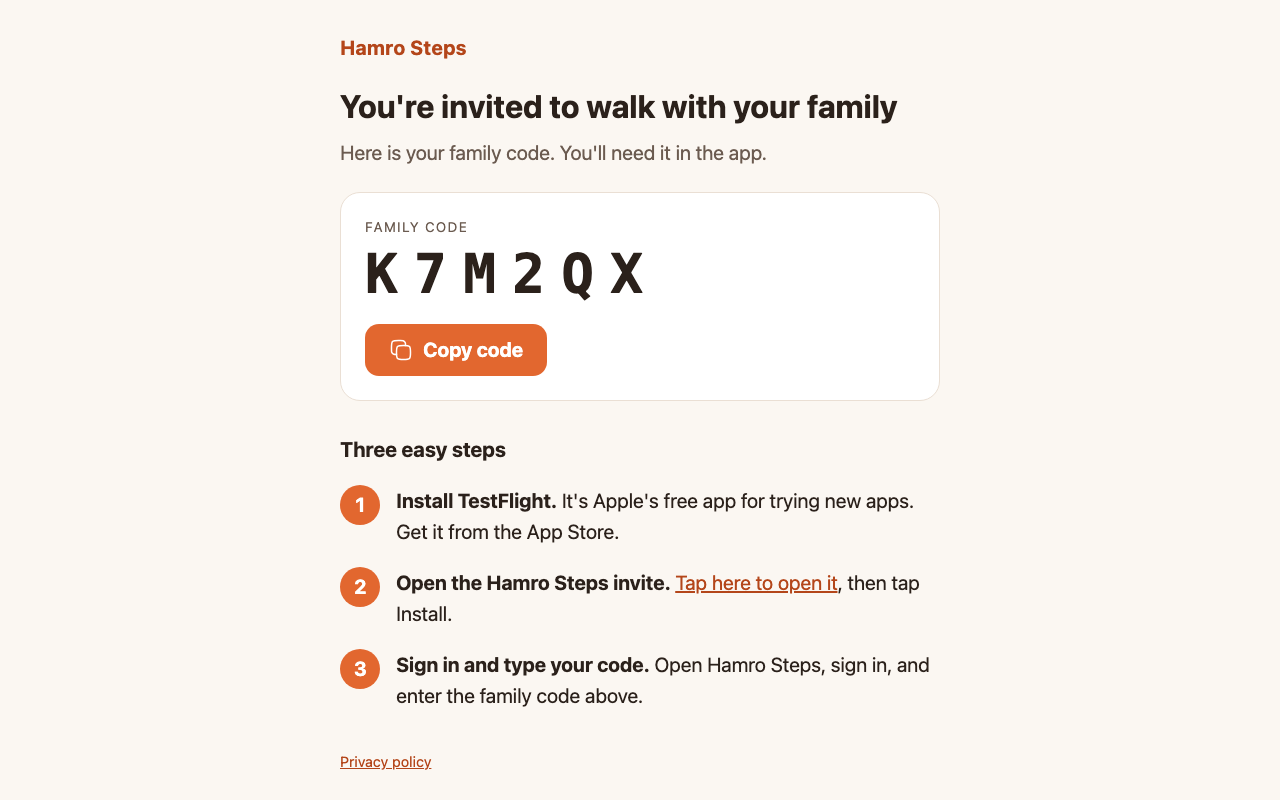 Hamro Steps
You're invited to walk with your family
Here is your family code. You'll need it in the app.
FAMILY CODE
K7M2QX
Copy code
Three easy steps
1 Install TestFlight. It's Apple's free app for trying new apps.
Get it from the App Store.
2 Open the Hamro Steps invite. Tap here to open it, then tap
Install.
3 Sign in and type your code. Open Hamro Steps, sign in, and
enter the family code above.
Privacy policy